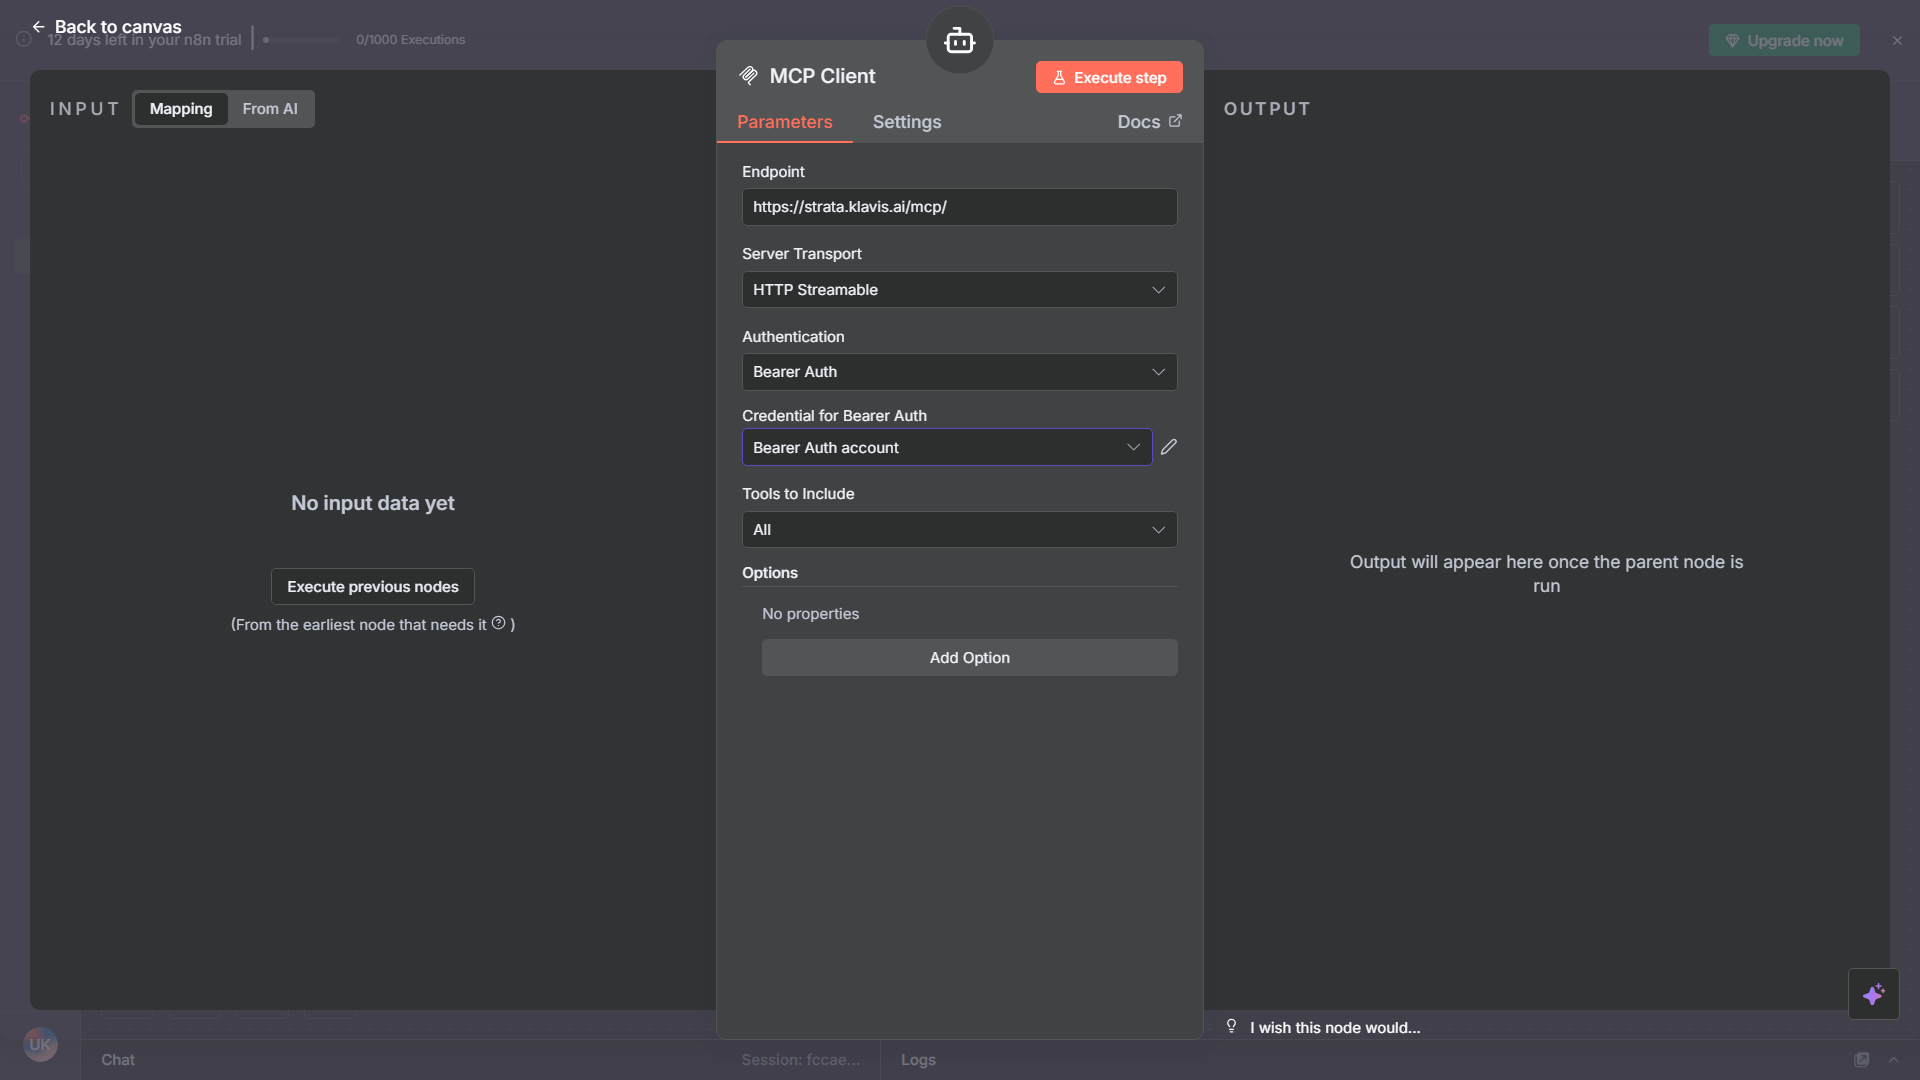 Back to canvas
12 days left in your n8n trial
0/1000 Executions
Upgrade now
INPUT
Mapping
From AI
No input data yet
Execute previous nodes
(From the earliest node that needs it ? )
MCP Client
Execute step
Parameters
Settings
Docs
Endpoint
https://strata.klavis.ai/mcp/
Server Transport
HTTP Streamable
Authentication
Bearer Auth
Credential for Bearer Auth
Bearer Auth account
Tools to Include
All
Options
No properties
Add Option
OUTPUT
Output will appear here once the parent node is
run
I wish this node would...
UK
Chat
Session: fccae...
Logs